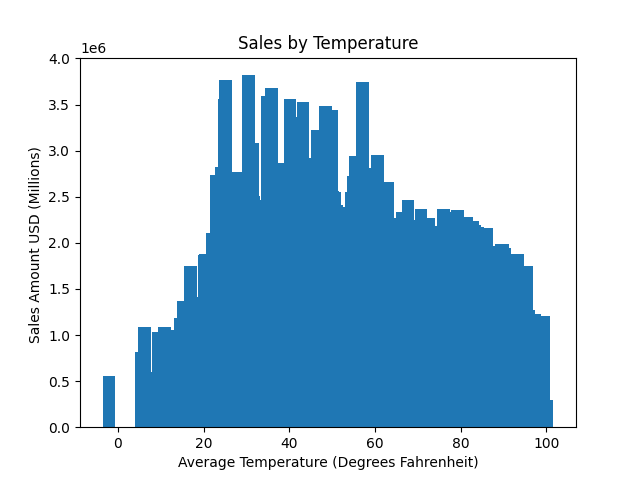 Sales by Temperature
1e6
4.0
3.5
3.0
2.5
2.0
1.5
1.0
0.5
0.0
Sales Amount USD (Millions)
0 20 40 60 80 100
Average Temperature (Degrees Fahrenheit)